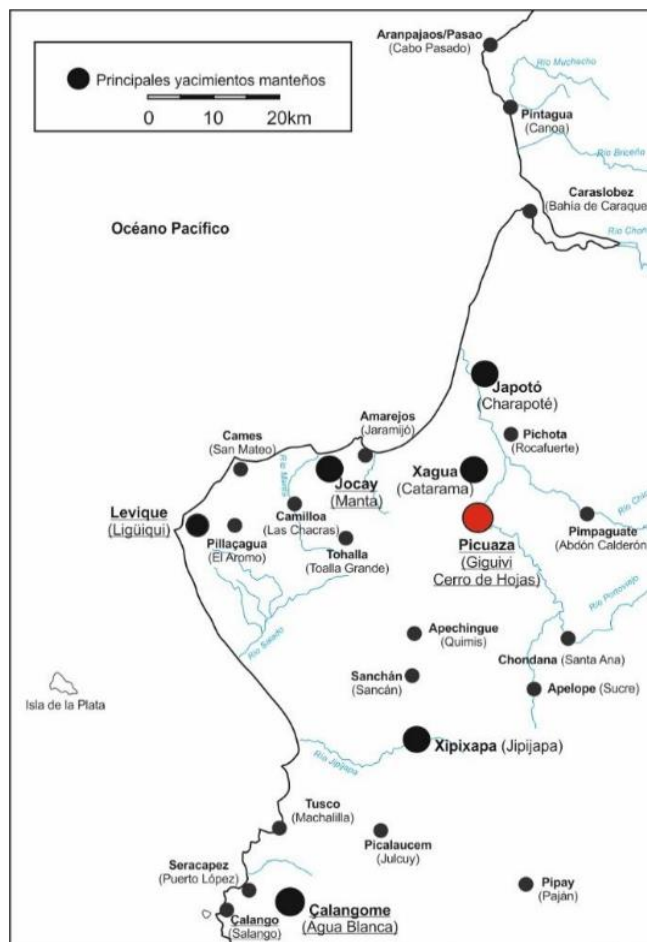 Aranpajaos/Pasao
(Cabo Pasado)
Río Muchacho
Principales yacimientos manteños
0 10 20km
Pintagua
(Canoa)
Río Briceño
Caraslobez
(Bahía de Caraque
Océano Pacífico
Japotó
(Charapoté)
Amarejos
(Jaramijó)
Cames
(San Mateo)
Pichota
(Rocafuerte)
Jocay
(Manta)
Xagua
(Catarama)
Levique
(Ligüiqui)
Camilloa
(Las Chacras)
Pillaçagua
(El Aromo)
Tohalla
(Toalla Grande)
Picuaza
(Giguivi
Cerro de Hojas)
Pimpaguate
(Abdón Calderón)
Río Portoviejo
Apechingue
(Quimis)
Chondana (Santa Ana)
Sanchán
(Sancán)
Apelope (Sucre)
Isla de la Plata
Río Jipijapa
Xipixapa (Jipijapa)
Tusco
(Machalilla)
Picalaucem
(Julcuy)
Seracapez
(Puerto López)
Pipay
(Paján)
Çalango
(Salango)
Çalangome
(Agua Blanca)